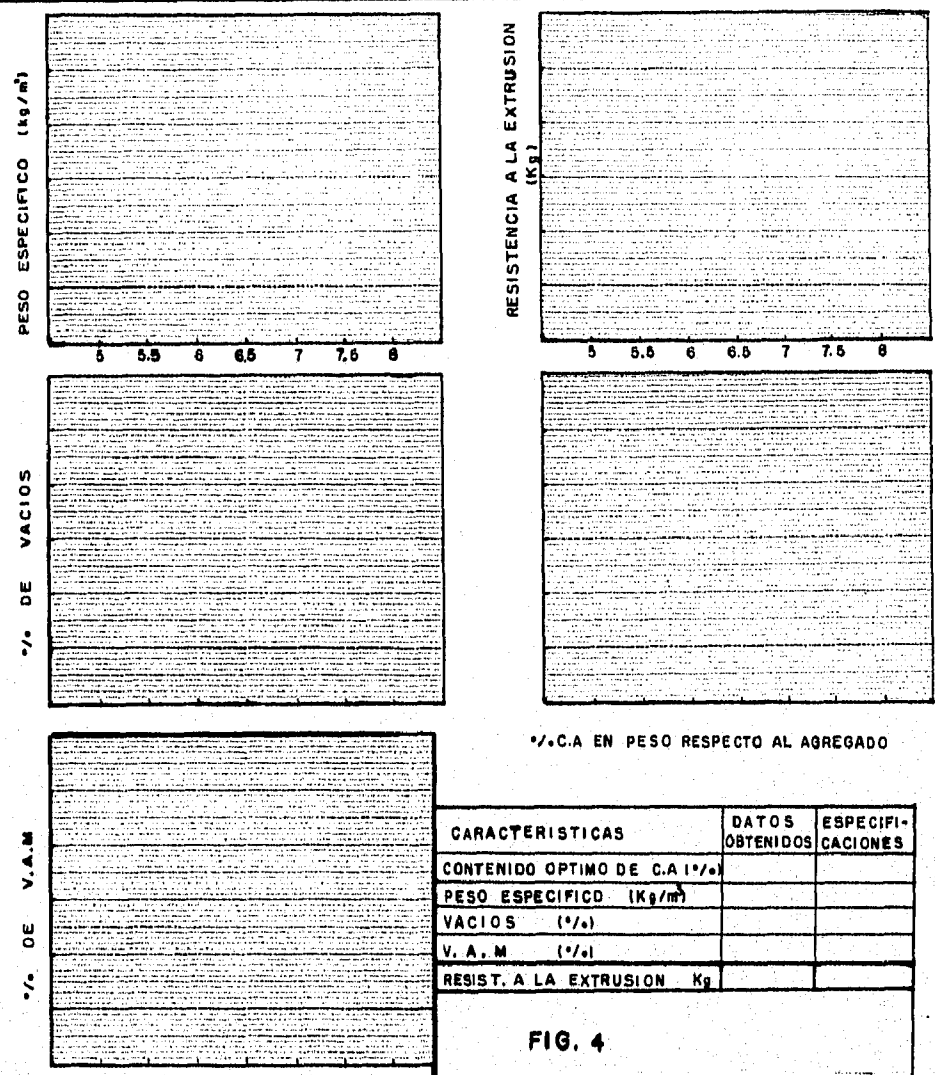 PESO ESPECIFICO (kg/m³)
5 5.5 6 6.5 7 7.5 8
RESISTENCIA A LA EXTRUSION
(Kg)
5 5.5 6 6.5 7 7.5 8
% DE VACIOS
% DE V.A.M
%.C.A EN PESO RESPECTO AL AGREGADO
CARACTERISTICAS DATOS OBTENIDOS ESPECIFI-CACIONES
CONTENIDO OPTIMO DE C.A (%)
PESO ESPECIFICO (Kg/m³)
VACIOS (%)
V.A.M (%)
RESIST. A LA EXTRUSION Kg
FIG. 4